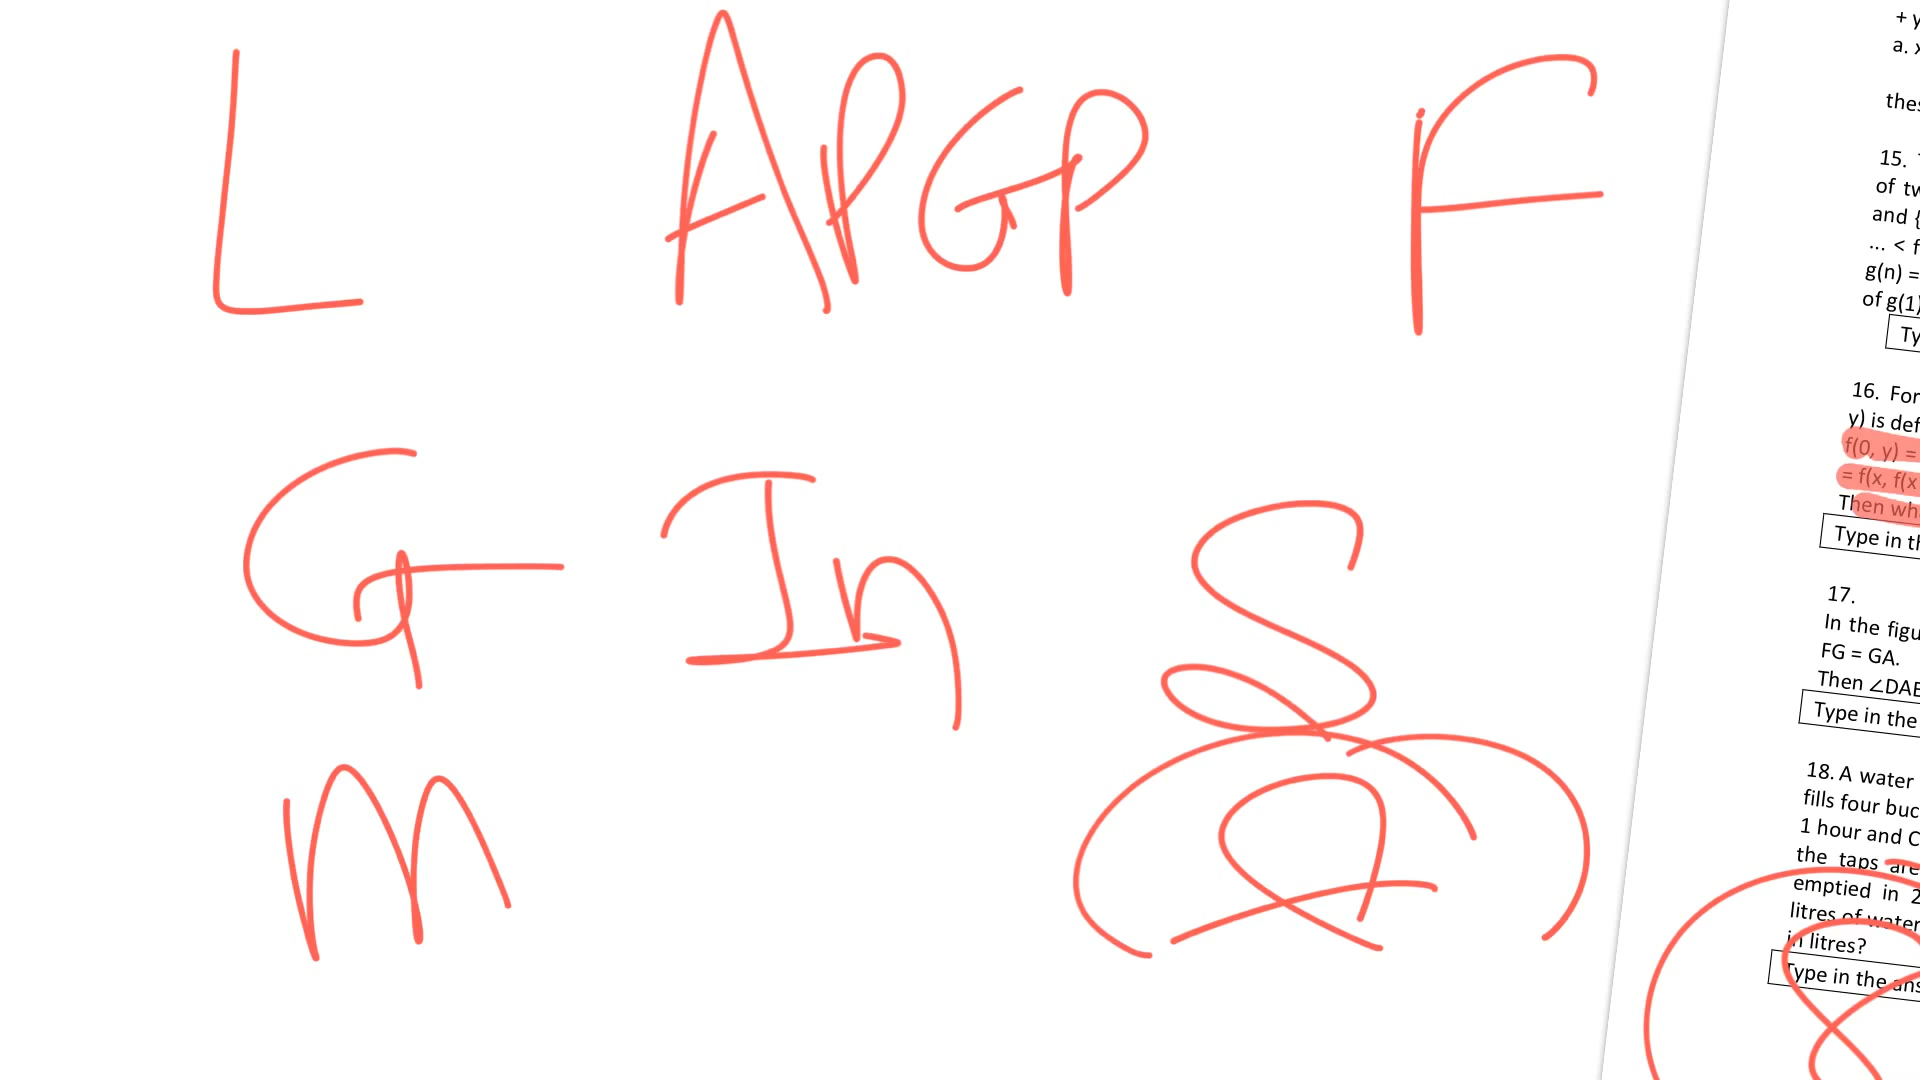 L APGP F
G In S
M
+ y
a. x
15.
of tw
and {
... < f
g(n) =
of g(1)
Ty
16. For
y) is def
f(0, y) =
= f(x, f(x
Then wh
Type in th
17.
In the figu
FG = GA.
Then ∠DAE
Type in the
18. A water
fills four buc
1 hour and C
the taps are
emptied in 2
litres of water
in litres?
Type in the ans